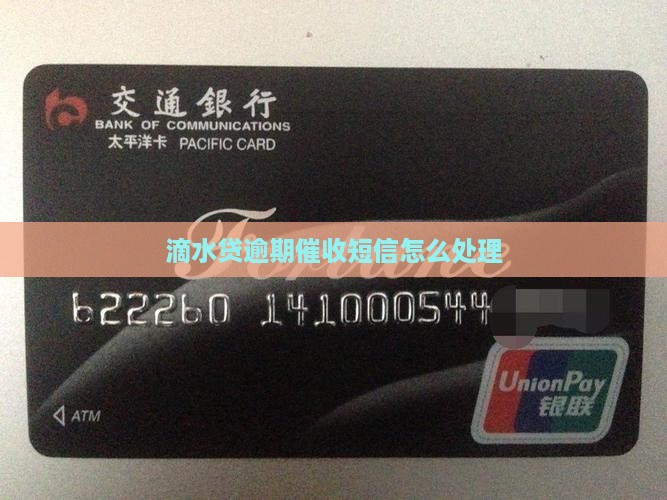 交通銀行
BANK OF COMMUNICATIONS
太平洋卡 PACIFIC CARD
Fortune
滴水贷逾期催收短信怎么处理
622260 141000544
UnionPay
银联
ATM